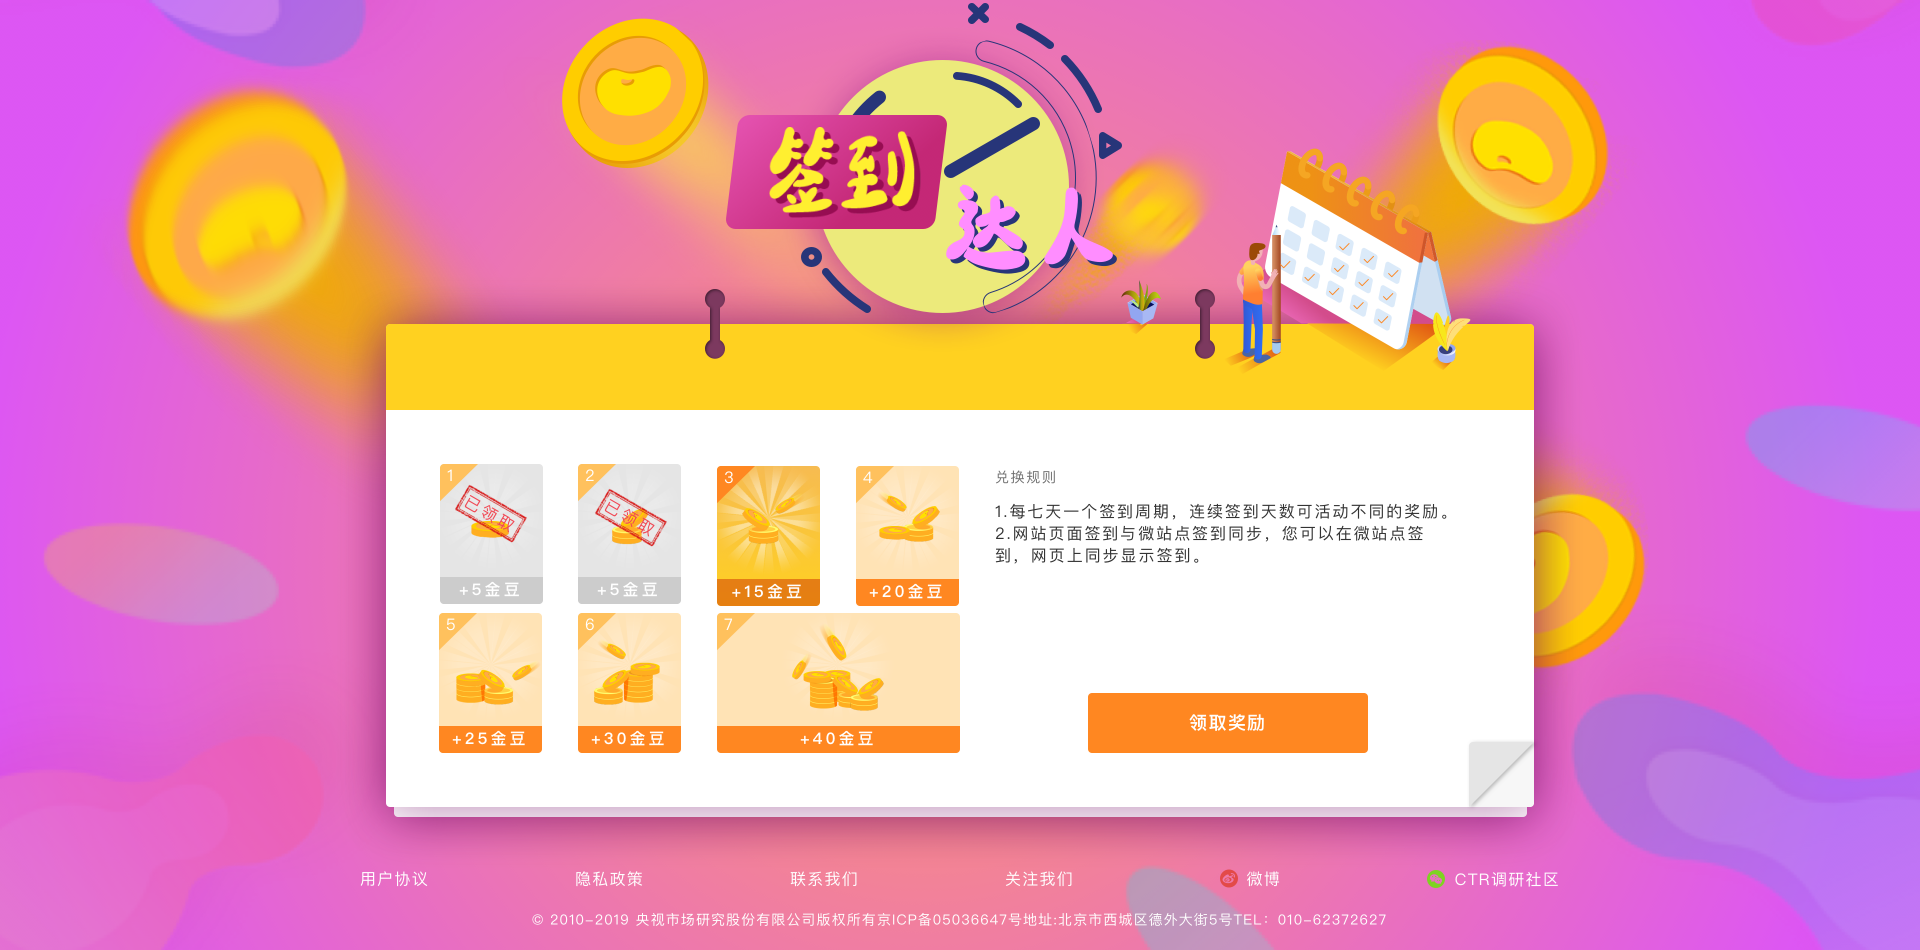 签到
达人
1
已领取
+5金豆
2
已领取
+5金豆
3
+15金豆
4
+20金豆
5
+25金豆
6
+30金豆
7
+40金豆
兑换规则
1.每七天一个签到周期，连续签到天数可活动不同的奖励。
2.网站页面签到与微站点签到同步，您可以在微站点签
到，网页上同步显示签到。
领取奖励
用户协议
隐私政策
联系我们
关注我们
微博
CTR调研社区
© 2010-2019 央视市场研究股份有限公司版权所有京ICP备05036647号地址:北京市西城区德外大街5号TEL：010-62372627